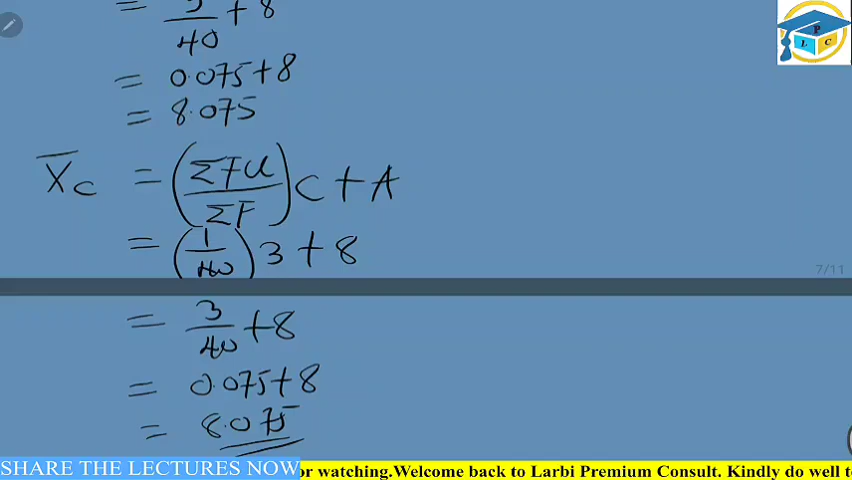 = 3/40 + 8
= 0.075+8
= 8.075
X̄c = (ΣFU/ΣF)C+A
= (1/40)3+8
7/11
= 3/40 +8
= 0.075+8
= 8.075
P
L C
SHARE THE LECTURES NOW or watching.Welcome back to Larbi Premium Consult. Kindly do well t